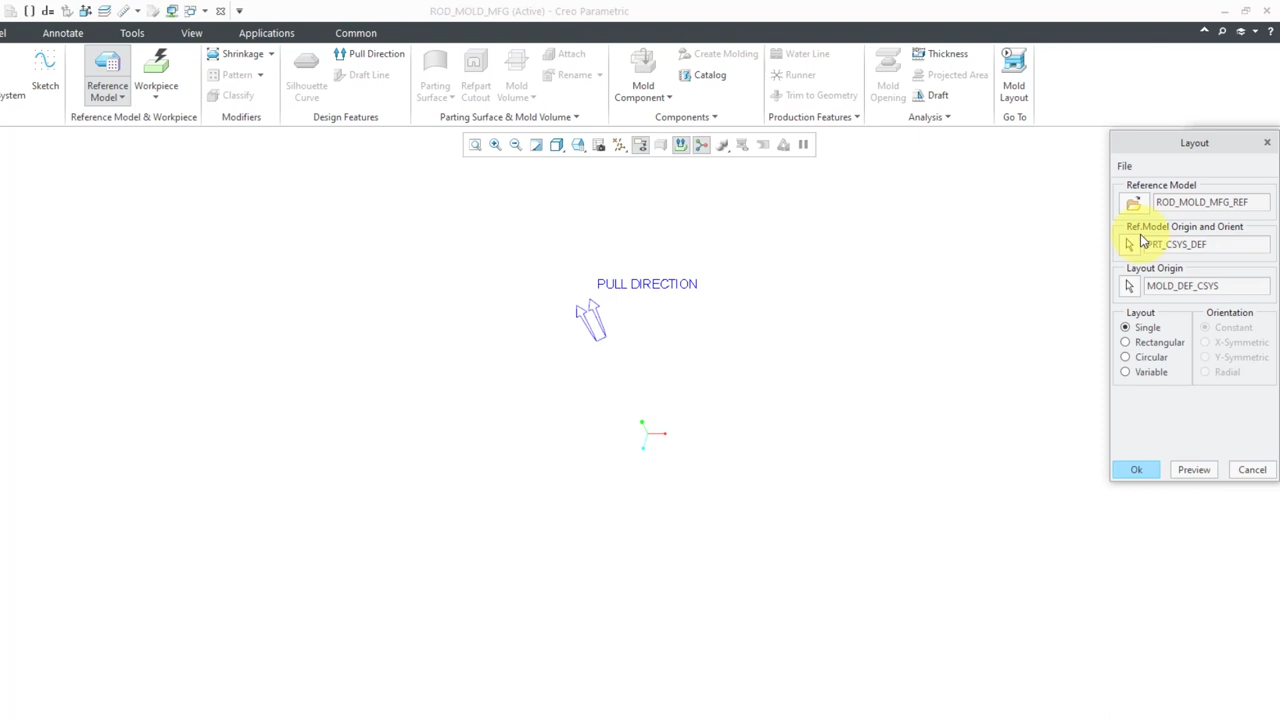 ROD_MOLD_MFG (Active) - Creo Parametric
Annotate Tools View Applications Common
System
Sketch
Reference Model
Workpiece
Reference Model & Workpiece
Shrinkage
Pattern
Classify
Modifiers
Silhouette Curve
Pull Direction
Draft Line
Design Features
Parting Surface
Refpart Cutout
Mold Volume
Attach
Rename
Parting Surface & Mold Volume
Mold Component
Create Molding
Catalog
Components
Water Line
Runner
Trim to Geometry
Production Features
Mold Opening
Thickness
Projected Area
Draft
Analysis
Mold Layout
Go To
PULL DIRECTION
Layout
File
Reference Model
ROD_MOLD_MFG_REF
Ref.Model Origin and Orient
PRT_CSYS_DEF
Layout Origin
MOLD_DEF_CSYS
Layout Orientation
Single Constant
Rectangular X-Symmetric
Circular Y-Symmetric
Variable Radial
Ok Preview Cancel